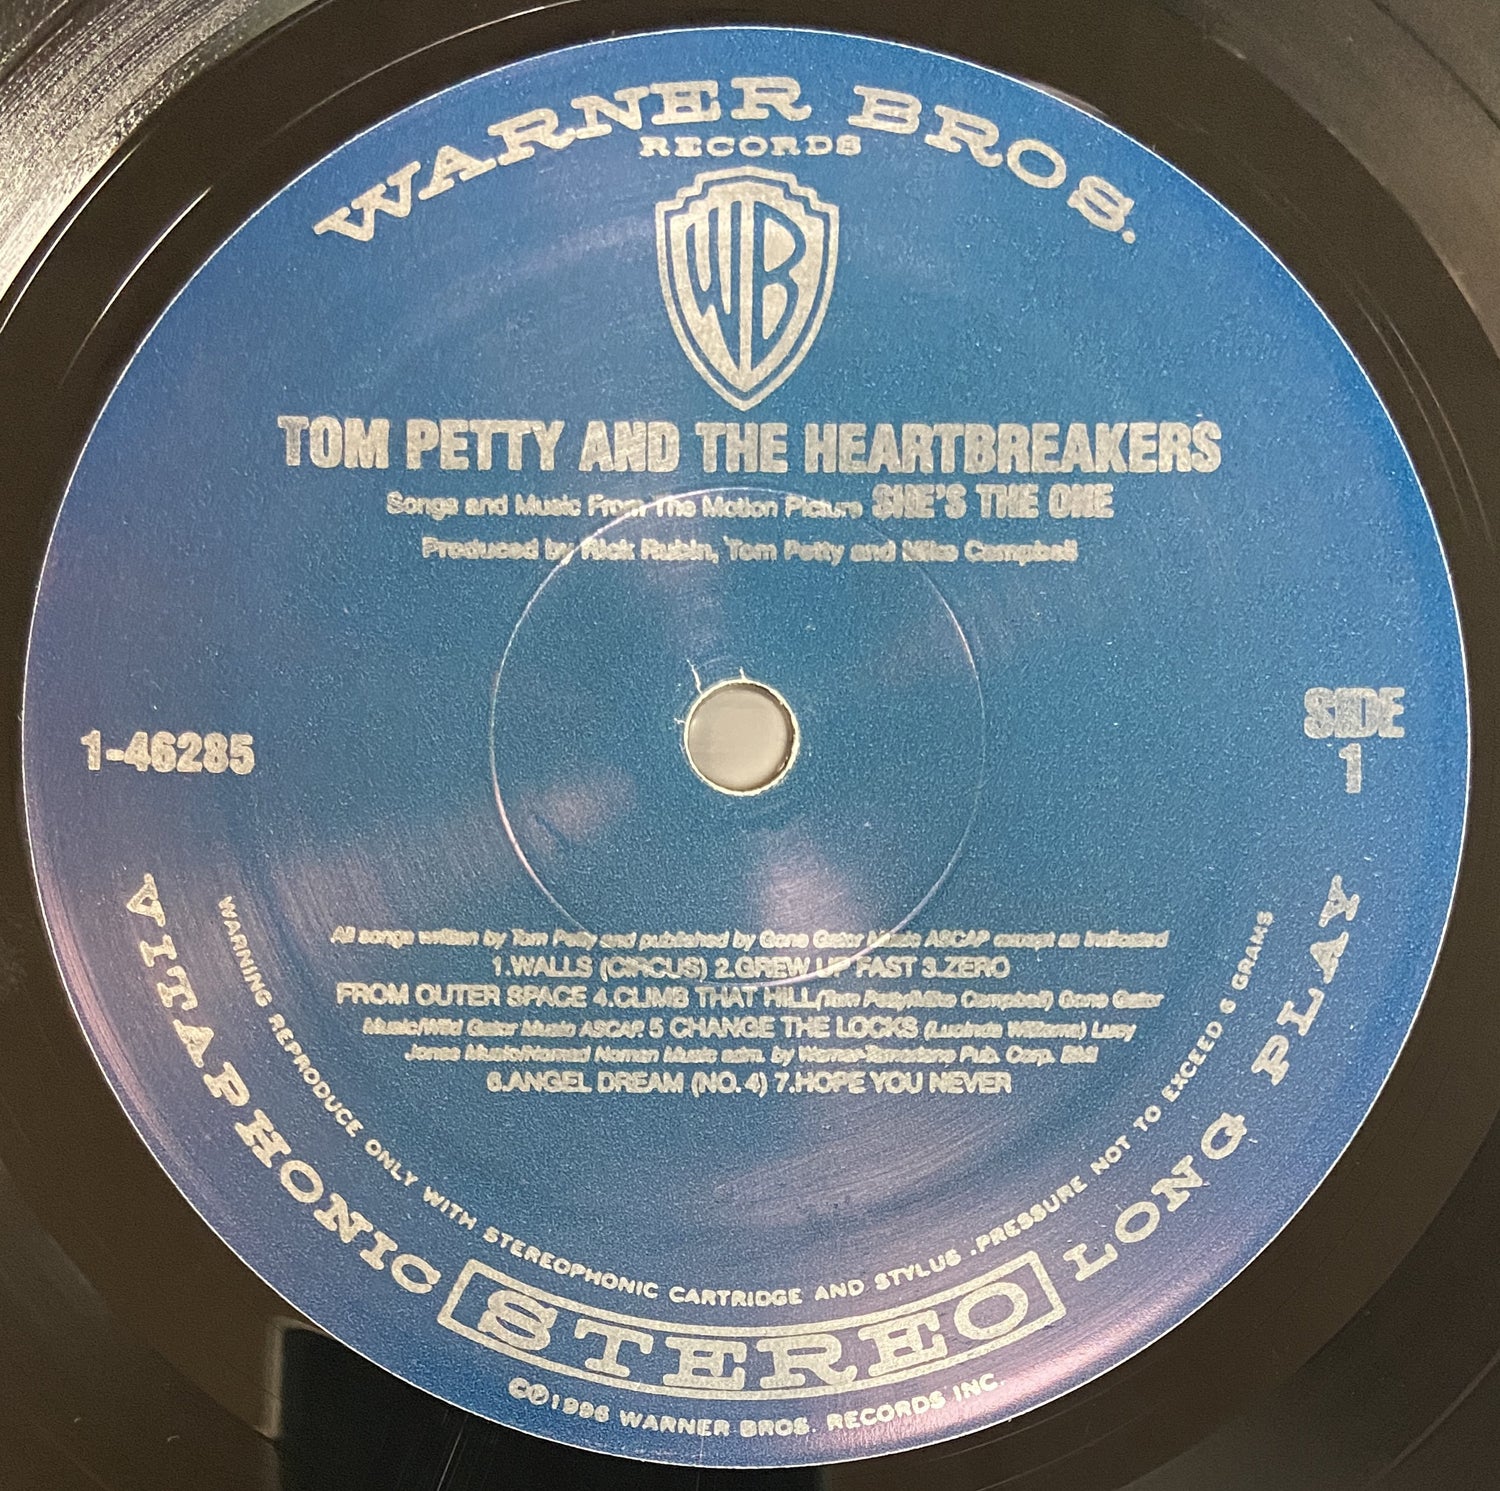 WARNER BROS.
RECORDS
WB
TOM PETTY AND THE HEARTBREAKERS
Songs and Music From The Motion Picture SHE'S THE ONE
Produced by Rick Rubin, Tom Petty and Mike Campbell
1-46285
SIDE
1
All songs written by Tom Petty and published by Gone Gator Music ASCAP except as indicated
1.WALLS (CIRCUS) 2.GREW UP FAST 3.ZERO
FROM OUTER SPACE 4.CLIMB THAT HILL(Tom Petty/Mike Campbell) Gone Gator
Music/Wild Gator Music ASCAP. 5 CHANGE THE LOCKS (Lucinda Williams) Lucy
Jones Music/Nomad Noman Music adm. by Warner-Tamerlane Pub. Corp. BMI
6.ANGEL DREAM (NO. 4) 7.HOPE YOU NEVER
WARNING REPRODUCE ONLY WITH STEREOPHONIC CARTRIDGE AND STYLUS . PRESSURE NOT TO EXCEED 6 GRAMS
VITAPHONIC STEREO LONG PLAY
©℗1996 WARNER BROS. RECORDS INC.